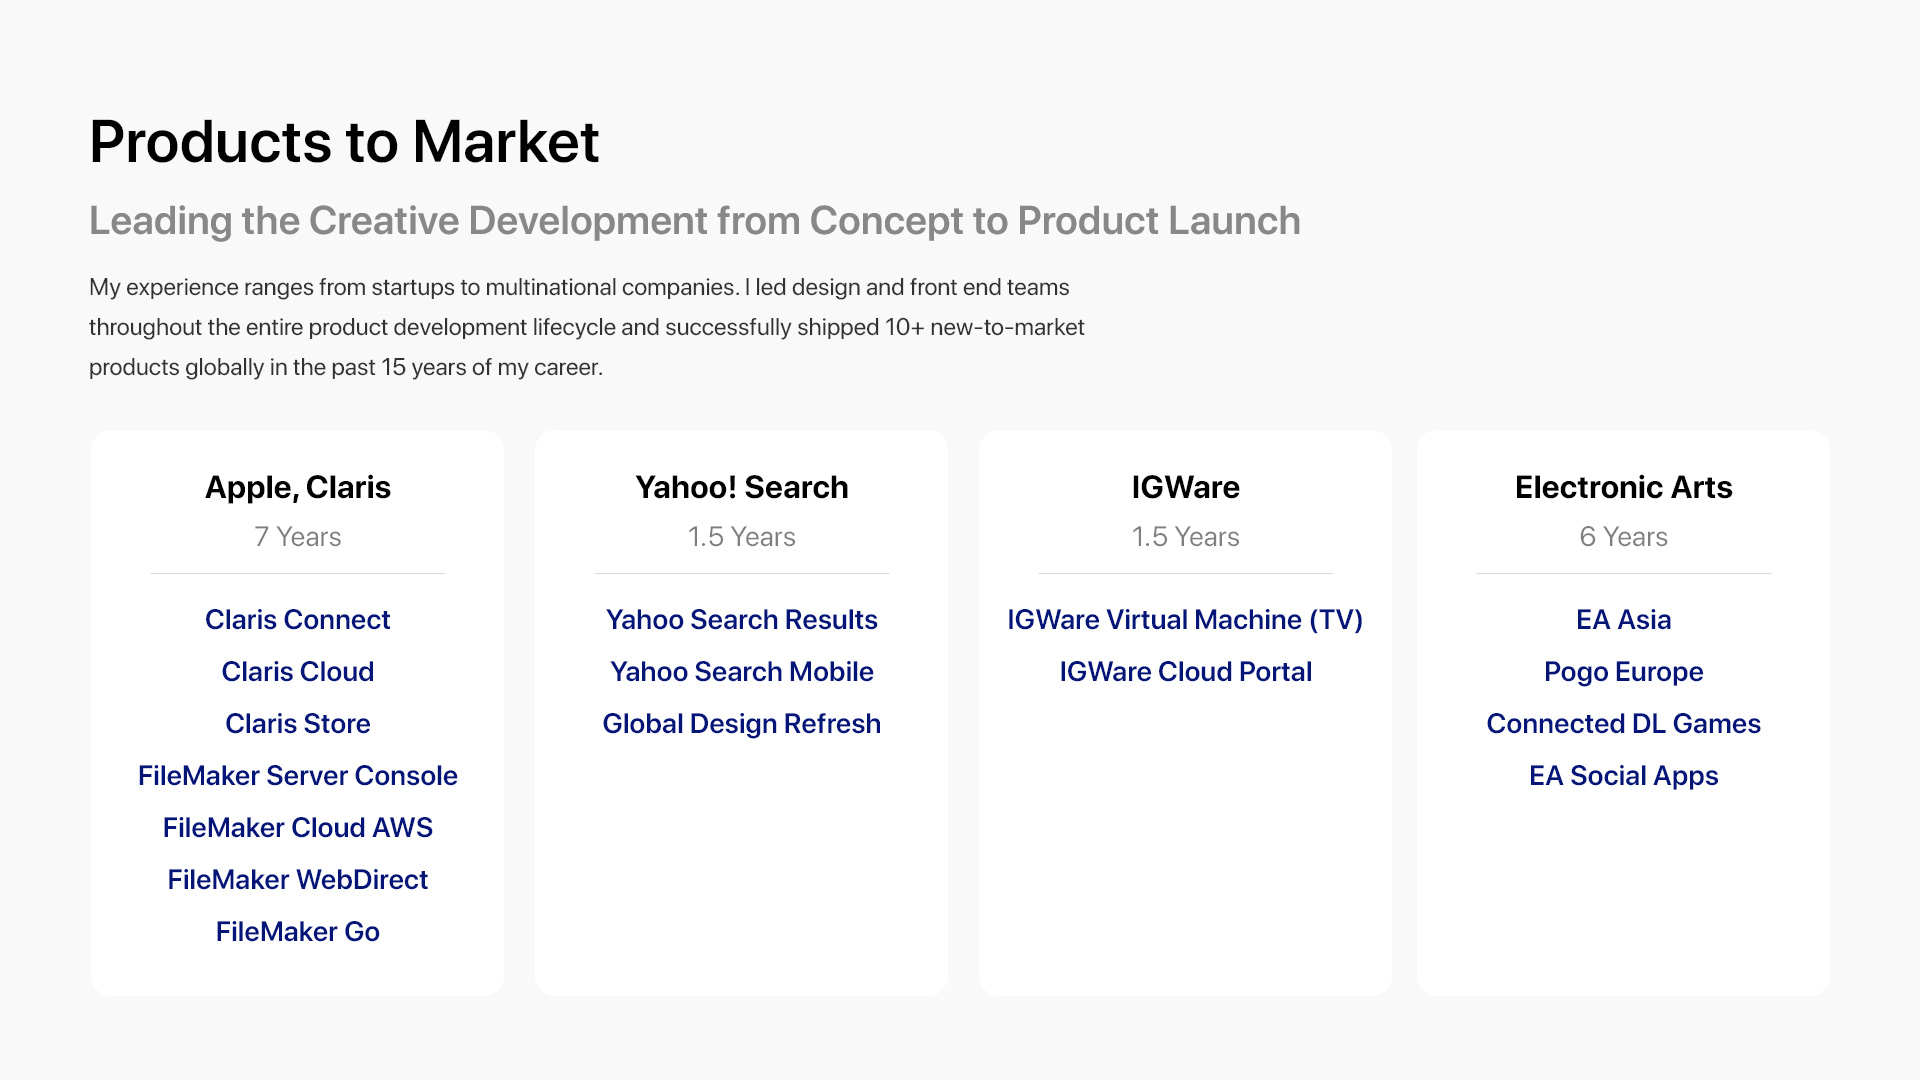 Products to Market
Leading the Creative Development from Concept to Product Launch
My experience ranges from startups to multinational companies. I led design and front end teams
throughout the entire product development lifecycle and successfully shipped 10+ new-to-market
products globally in the past 15 years of my career.
Apple, Claris
7 Years
Claris Connect
Claris Cloud
Claris Store
FileMaker Server Console
FileMaker Cloud AWS
FileMaker WebDirect
FileMaker Go
Yahoo! Search
1.5 Years
Yahoo Search Results
Yahoo Search Mobile
Global Design Refresh
IGWare
1.5 Years
IGWare Virtual Machine (TV)
IGWare Cloud Portal
Electronic Arts
6 Years
EA Asia
Pogo Europe
Connected DL Games
EA Social Apps